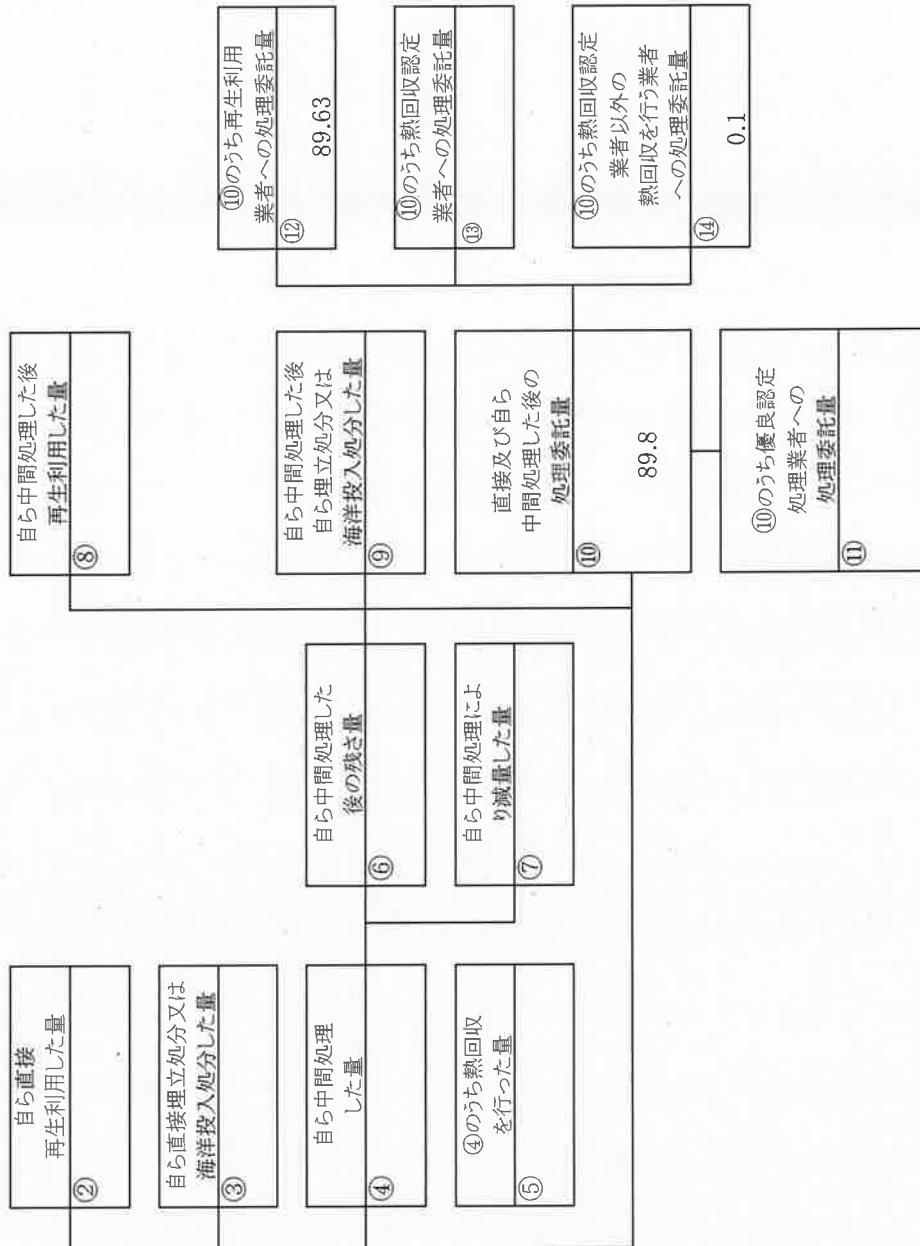 自ら直接
再生利用した量
②
自ら直接埋立処分又は
海洋投入処分した量
③
自ら中間処理
した量
④
④のうち熱回収
を行った量
⑤
自ら中間処理した
後の残さ量
⑥
自ら中間処理によ
り減量した量
⑦
自ら中間処理した後
再生利用した量
⑧
自ら中間処理した後
自ら埋立処分又は
海洋投入処分した量
⑨
直接及び自ら
中間処理した後の
処理委託量
⑩
89.8
⑩のうち優良認定
処理業者への
処理委託量
⑪
⑩のうち再生利用
業者への処理委託量
⑫
89.63
⑩のうち熱回収認定
業者への処理委託量
⑬
⑩のうち熱回収認定
業者以外の
熱回収を行う業者
への処理委託量
⑭
0.1